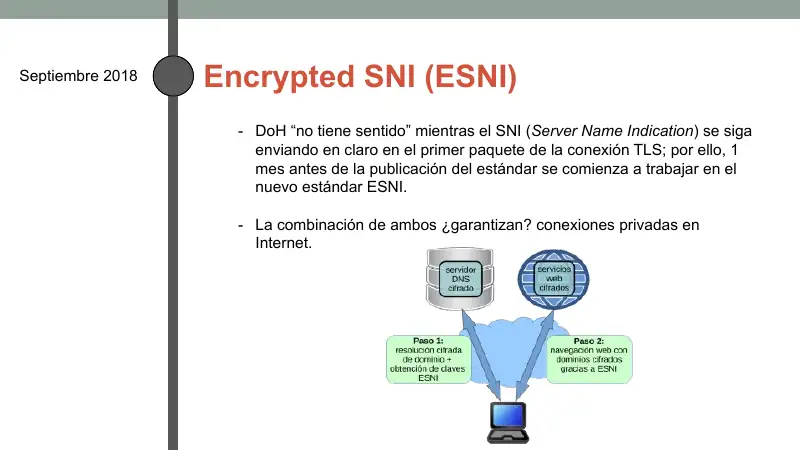 Septiembre 2018
Encrypted SNI (ESNI)
- DoH “no tiene sentido” mientras el SNI (Server Name Indication) se siga
enviando en claro en el primer paquete de la conexión TLS; por ello, 1
mes antes de la publicación del estándar se comienza a trabajar en el
nuevo estándar ESNI.
- La combinación de ambos ¿garantizan? conexiones privadas en
Internet.
servidor
DNS
cifrado
servicios
web
cifrados
Paso 1:
resolución cifrada
de dominio +
obtención de claves
ESNI
Paso 2:
navegación web con
dominios cifrados
gracias a ESNI